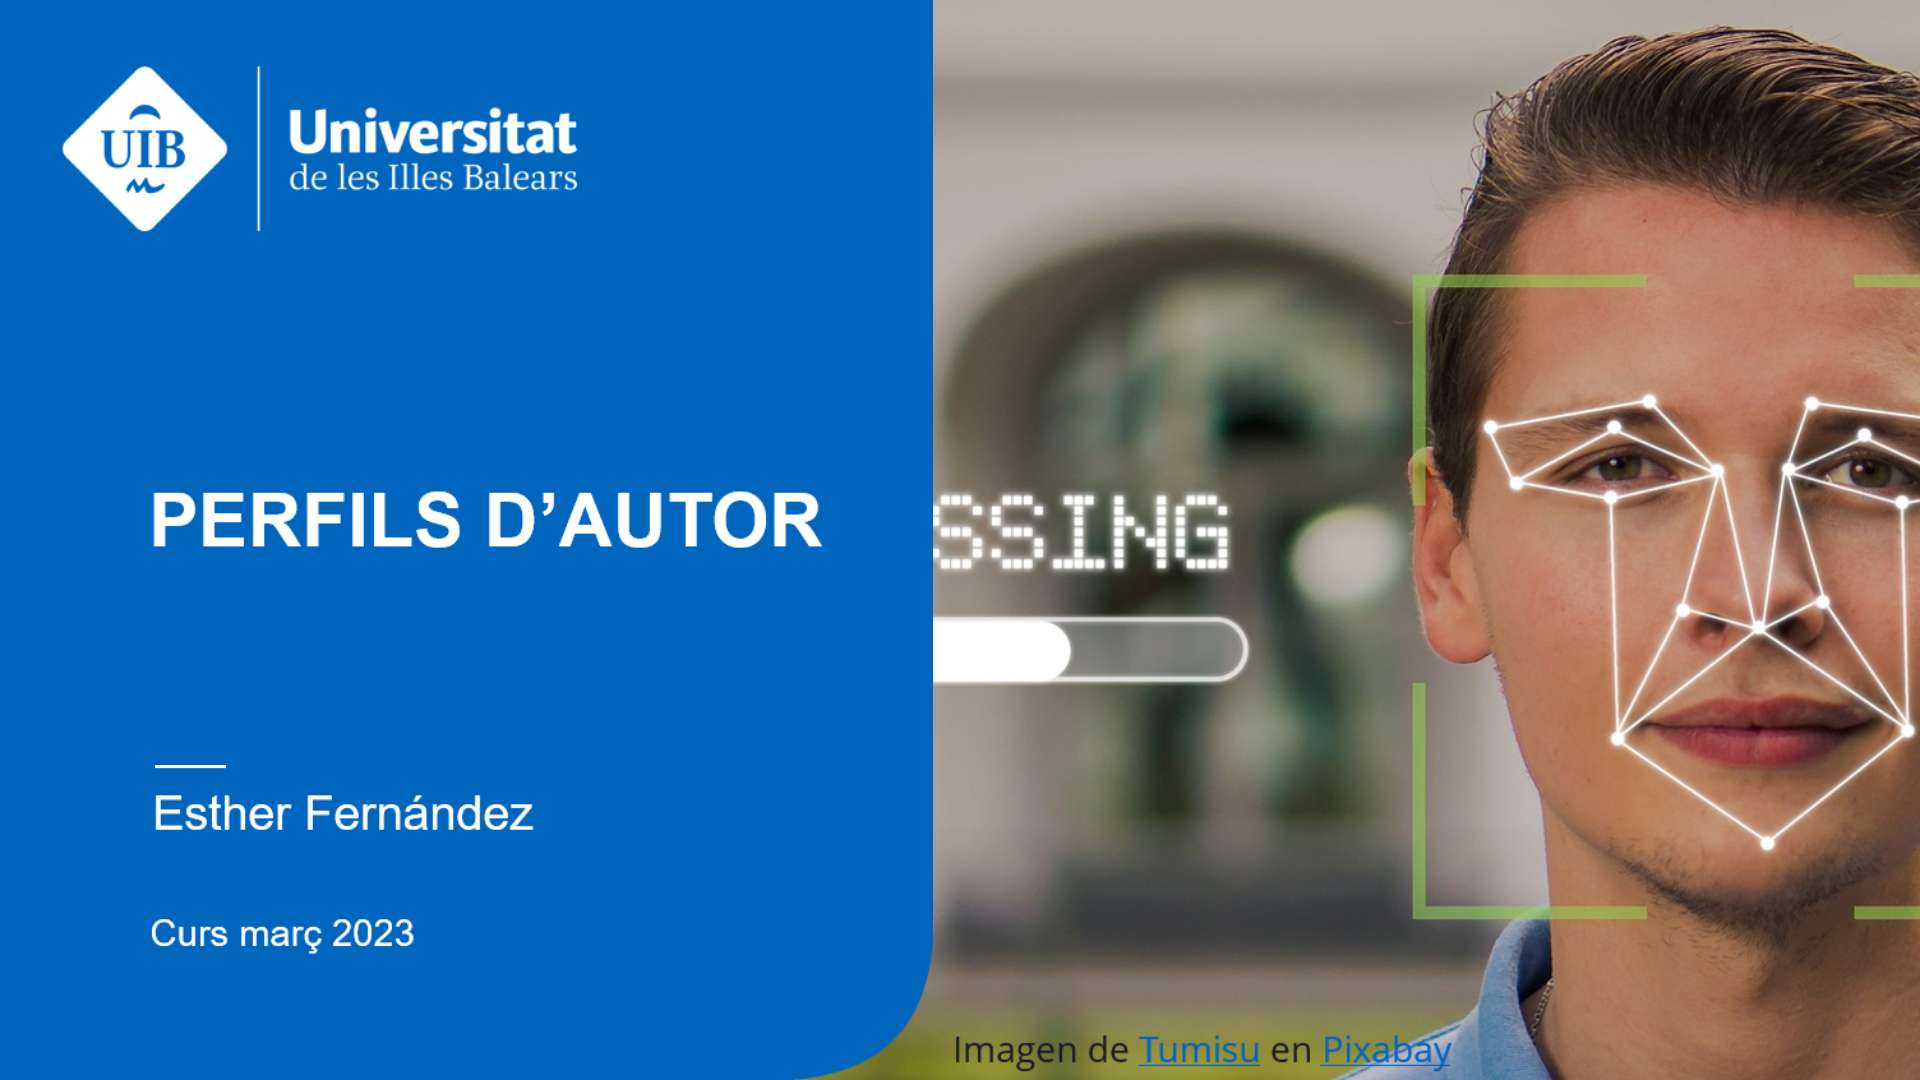 UIB
Universitat
de les Illes Balears
PERFILS D’AUTOR
SSING
Esther Fernández
Curs març 2023
Imagen de Tumisu en Pixabay